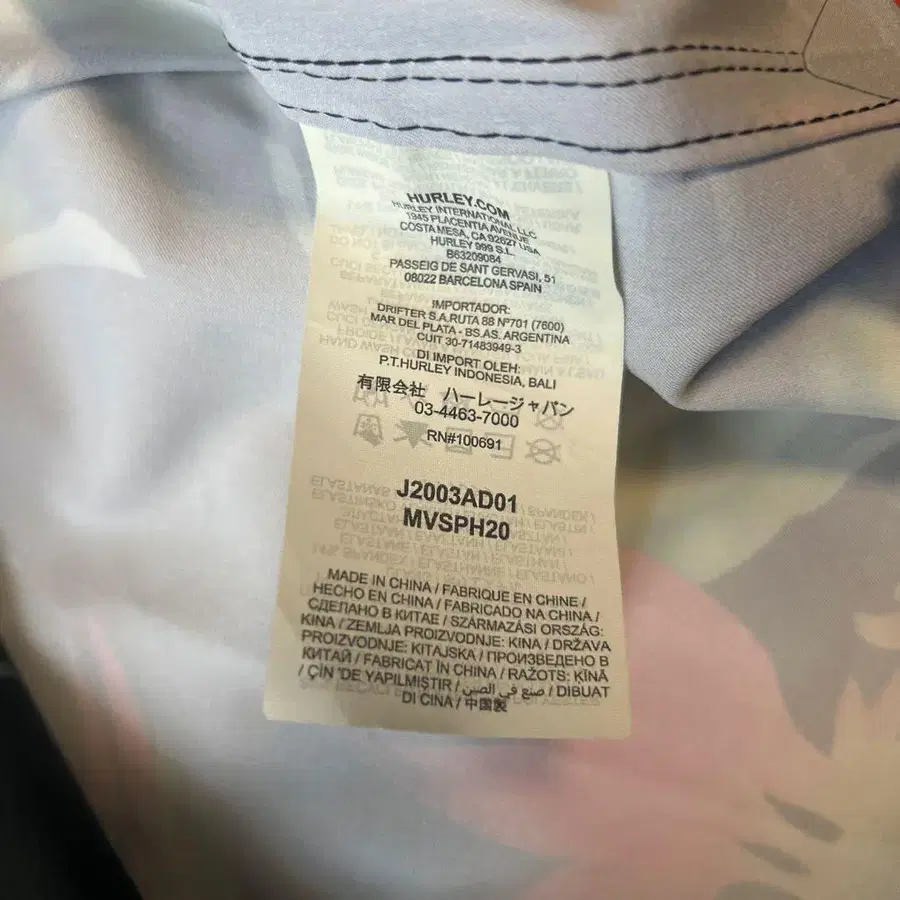 HURLEY.COM
HURLEY INTERNATIONAL LLC
1945 PLACENTIA AVENUE
COSTA MESA, CA 92627 USA
HURLEY 999 S.L.
B63209084
PASSEIG DE SANT GERVASI, 51
08022 BARCELONA SPAIN
IMPORTADOR:
DRIFTER S.A.RUTA 88 Nº701 (7600)
MAR DEL PLATA - BS.AS. ARGENTINA
CUIT 30-71483949-3
DI IMPORT OLEH:
P.T.HURLEY INDONESIA, BALI
有限会社 ハーレージャパン
03-4463-7000
RN#100691
J2003AD01
MVSPH20
MADE IN CHINA / FABRIQUE EN CHINE /
HECHO EN CHINA / FABRICADO NA CHINA /
СДЕЛАНО В КИТАЕ / SZÁRMAZÁSI ORSZÁG:
KINA / ZEMLJA PROIZVODNJE: KINA / DRŽAVA
PROIZVODNJE: KITAJSKA / ПРОИЗВЕДЕНО В
КИТАЙ / FABRICAT ÎN CHINA / RAŽOTS: ĶĪNĀ
/ ÇİN 'DE YAPILMIŞTIR / صنع في الصين / DIBUAT
DI CINA / 中国製